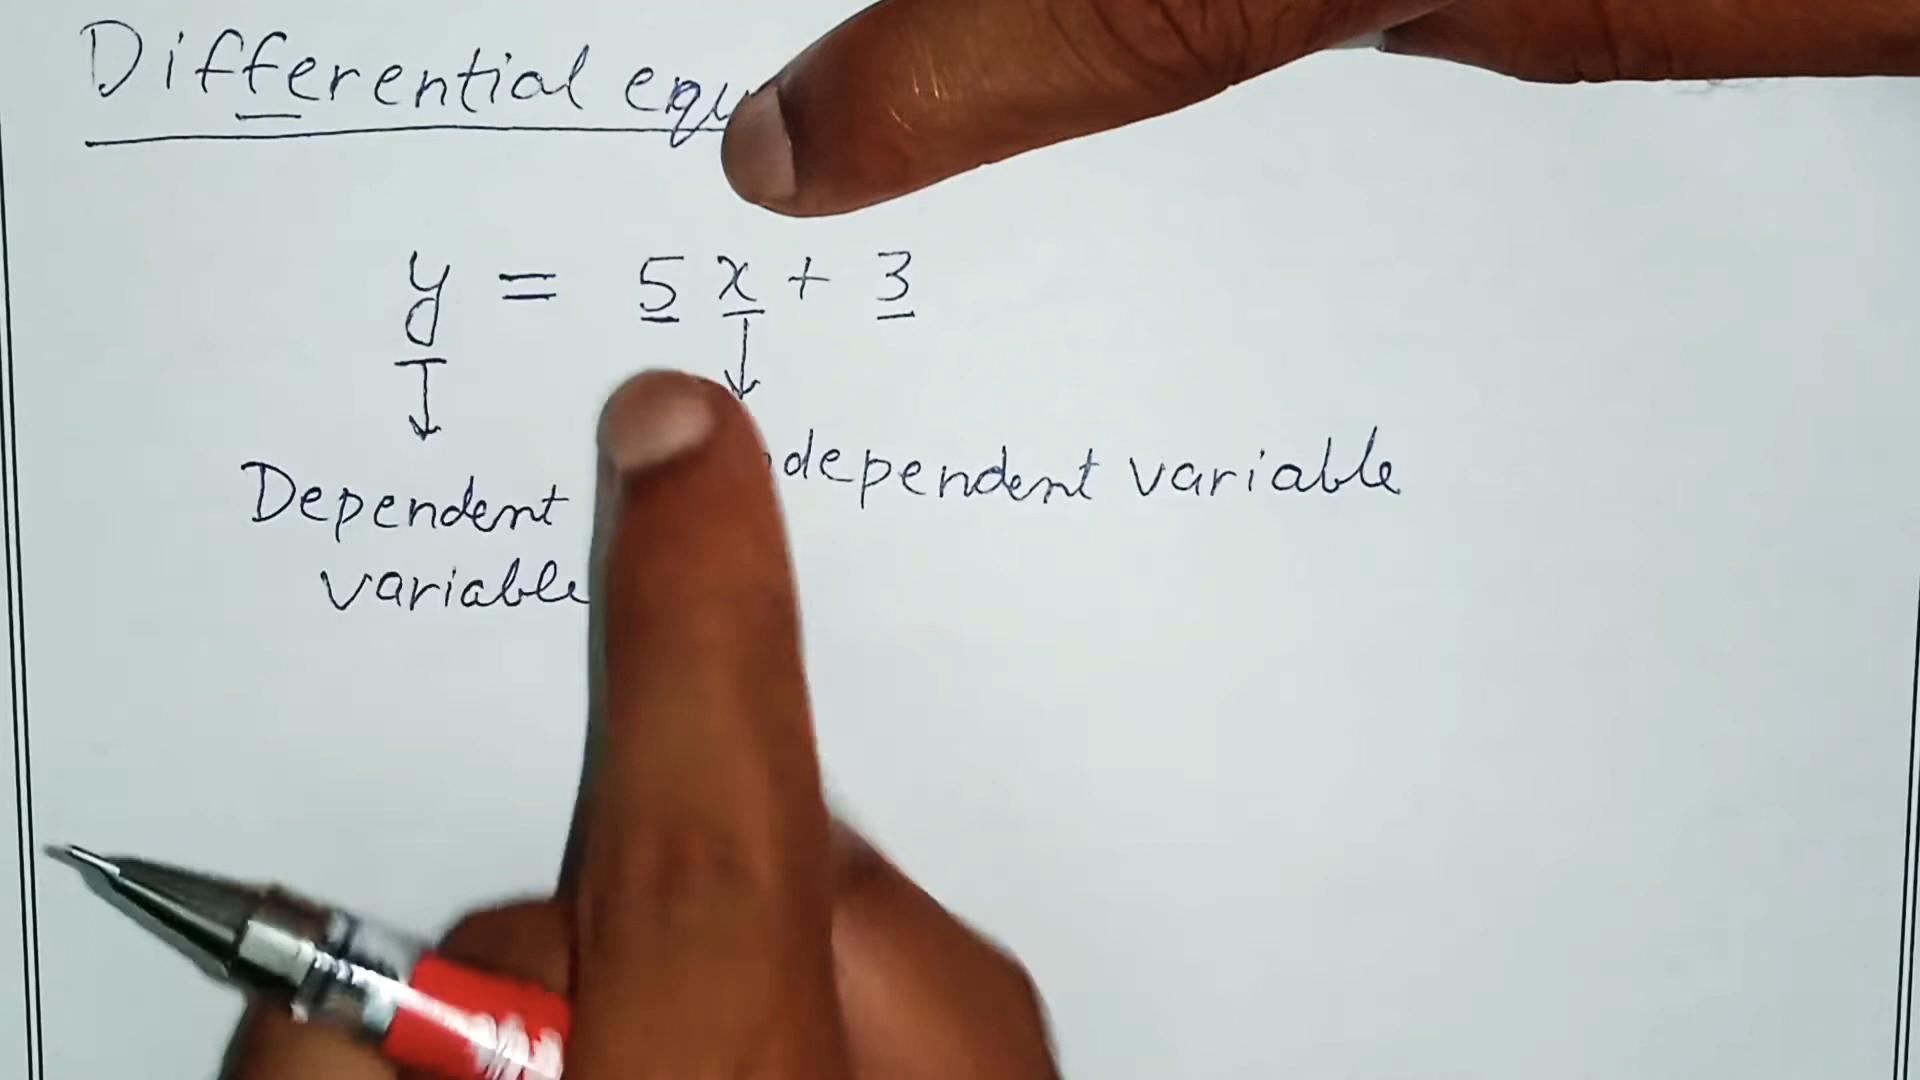 Differential
y = 5x + 3
Dependent
variable
dependent variable